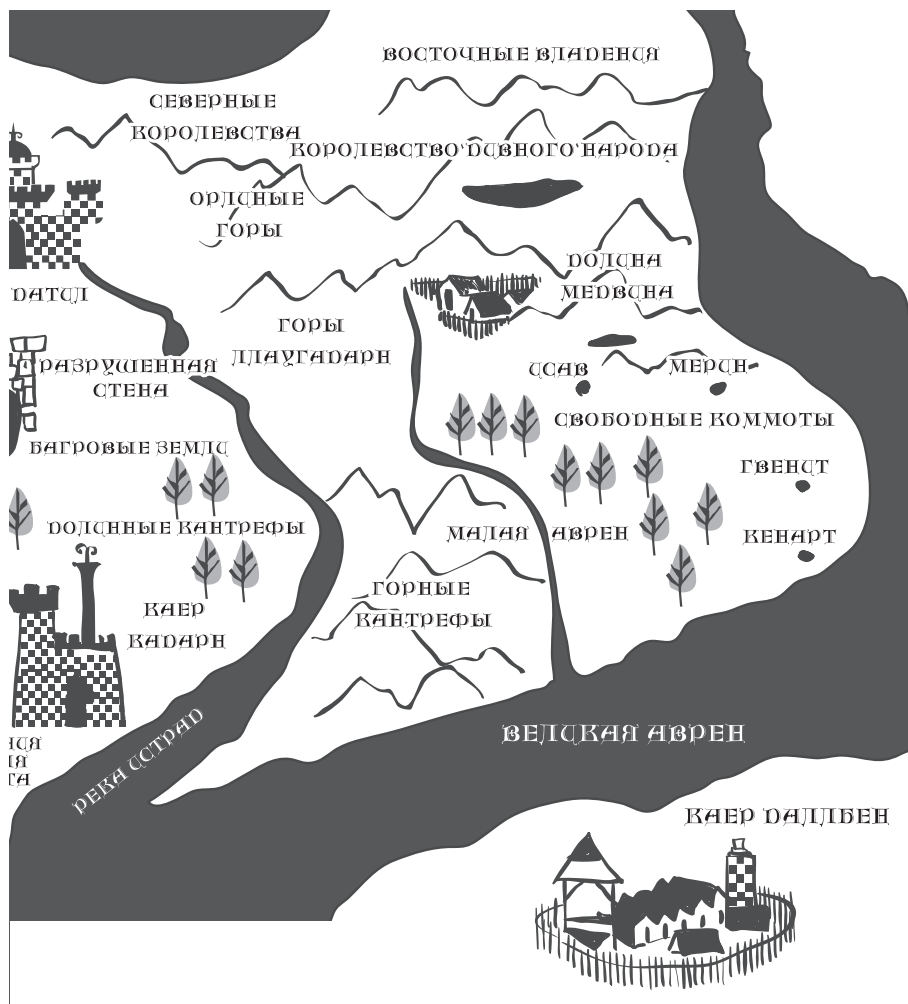 ВОСТОЧНЫЕ ВЛАДЕНИЯ
СЕВЕРНЫЕ
КОРОЛЕВСТВА
КОРОЛЕВСТВО ДИВНОГО НАРОДА
ОРЛИНЫЕ
ГОРЫ
ДОЛИНА
МЕДВИНА
ДАТИЛ
ГОРЫ
ЛЛАУГАДАРН
РАЗРУШЕННАЯ
СТЕНА
ИСАВ
МЕРИН
СВОБОДНЫЕ КОММОТЫ
БАГРОВЫЕ ЗЕМЛИ
ГВЕНИТ
ДОЛИННЫЕ КАНТРЕФЫ
МАЛАЯ АВРЕН
КЕНАРТ
ГОРНЫЕ
КАНТРЕФЫ
КАЕР
КАДАРН
РЕКА ИСТРАД
ВЕЛИКАЯ АВРЕН
КАЕР ДАЛЛБЕН